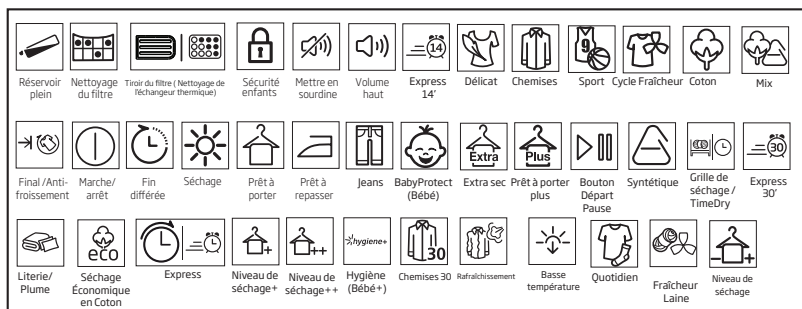 14
9
Réservoir plein
Nettoyage du filtre
Tiroir du filtre ( Nettoyage de l'échangeur thermique)
Sécurité enfants
Mettre en sourdine
Volume haut
Express 14'
Délicat
Chemises
Sport
Cycle Fraîcheur
Coton
Mix
Extra
Plus
30
Final /Anti-froissement
Marche/ arrêt
Fin différée
Séchage
Prêt à porter
Prêt à repasser
Jeans
BabyProtect (Bébé)
Extra sec
Prêt à porter plus
Bouton Départ Pause
Syntétique
Grille de séchage / TimeDry
Express 30'
eco
+
++
hygiene+
30
- +
Literie/ Plume
Séchage Économique en Coton
Express
Niveau de séchage+
Niveau de séchage++
Hygiène (Bébé+)
Chemises 30
Rafraîchissement
Basse température
Quotidien
Fraîcheur Laine
Niveau de séchage